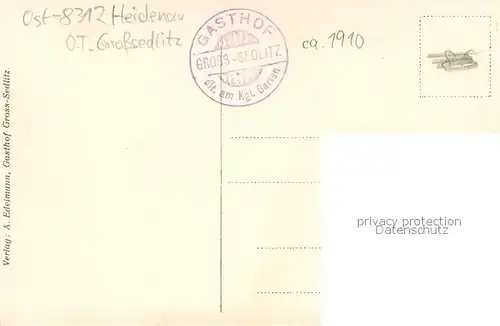 Ost-8312 Heidenau
O.T. Großsedlitz
GASTHOF
GROSS-SEDLITZ
dir. am Kgl. Garten
ca. 1910
Verlag: A. Edelmann, Gasthof Gross-Sedlitz.
privacy protection
Datenschutz